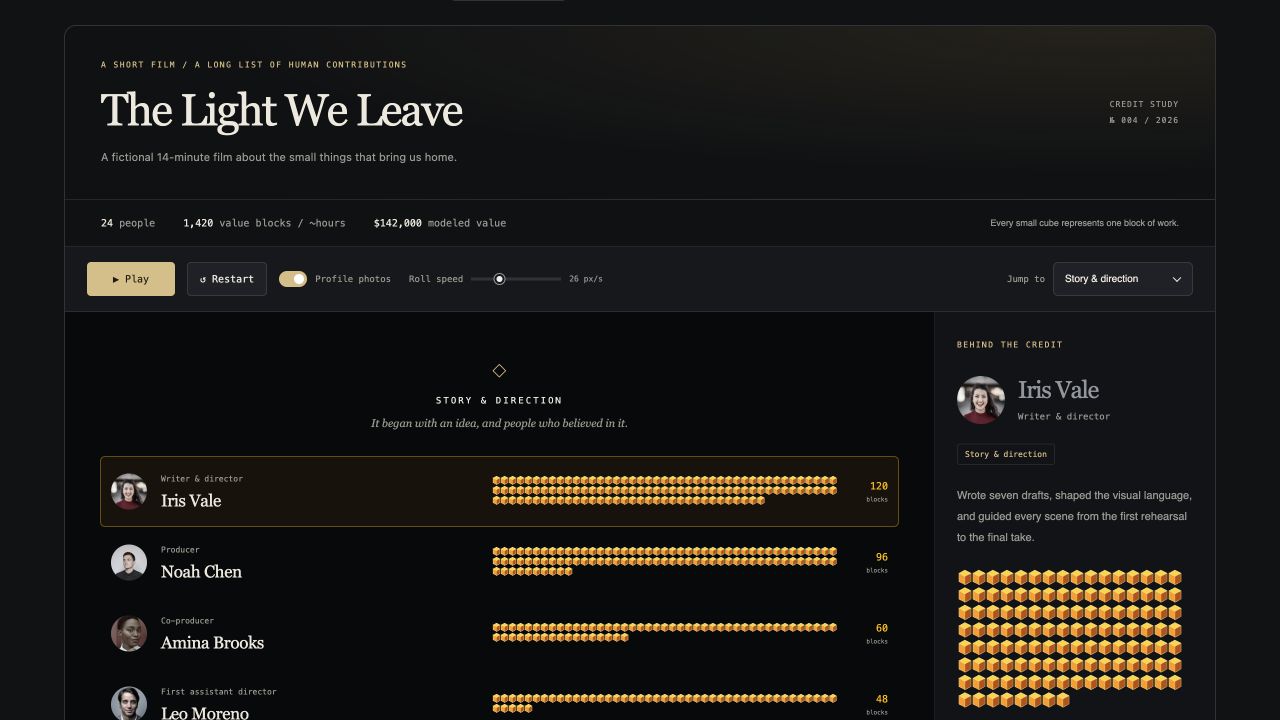 A SHORT FILM / A LONG LIST OF HUMAN CONTRIBUTIONS
The Light We Leave
A fictional 14-minute film about the small things that bring us home.
CREDIT STUDY
№ 004 / 2026
24 people
1,420 value blocks / ~hours
$142,000 modeled value
Every small cube represents one block of work.
▶ Play
↺ Restart
Profile photos
Roll speed
26 px/s
Jump to
Story & direction
STORY & DIRECTION
It began with an idea, and people who believed in it.
Writer & director
Iris Vale
120
blocks
Producer
Noah Chen
96
blocks
Co-producer
Amina Brooks
60
blocks
First assistant director
Leo Moreno
48
blocks
BEHIND THE CREDIT
Iris Vale
Writer & director
Story & direction
Wrote seven drafts, shaped the visual language,
and guided every scene from the first rehearsal
to the final take.